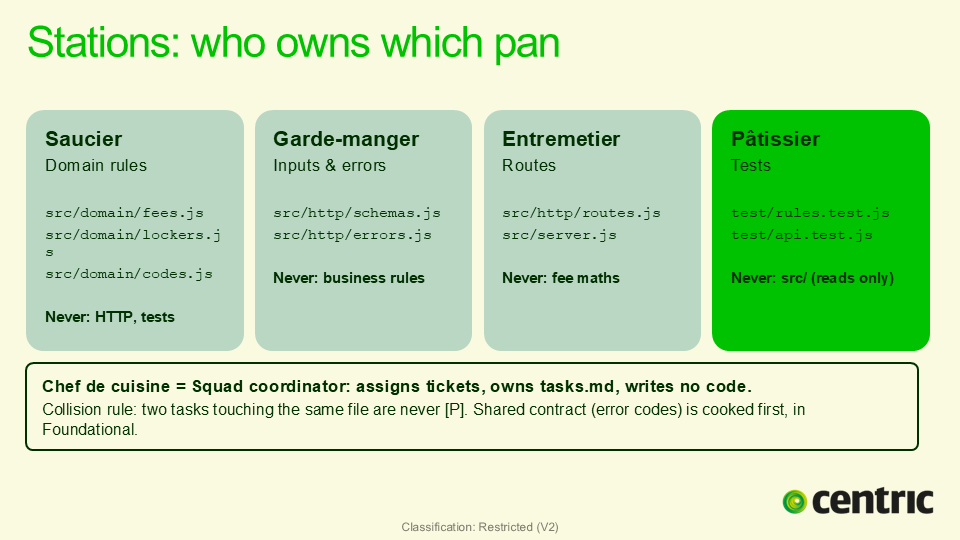 Stations: who owns which pan
Saucier
Domain rules
src/domain/fees.js
src/domain/lockers.j
s
src/domain/codes.js
Never: HTTP, tests
Garde-manger
Inputs & errors
src/http/schemas.js
src/http/errors.js
Never: business rules
Entremetier
Routes
src/http/routes.js
src/server.js
Never: fee maths
Pâtissier
Tests
test/rules.test.js
test/api.test.js
Never: src/ (reads only)
Chef de cuisine = Squad coordinator: assigns tickets, owns tasks.md, writes no code.
Collision rule: two tasks touching the same file are never [P]. Shared contract (error codes) is cooked first, in
Foundational.
centric
Classification: Restricted (V2)